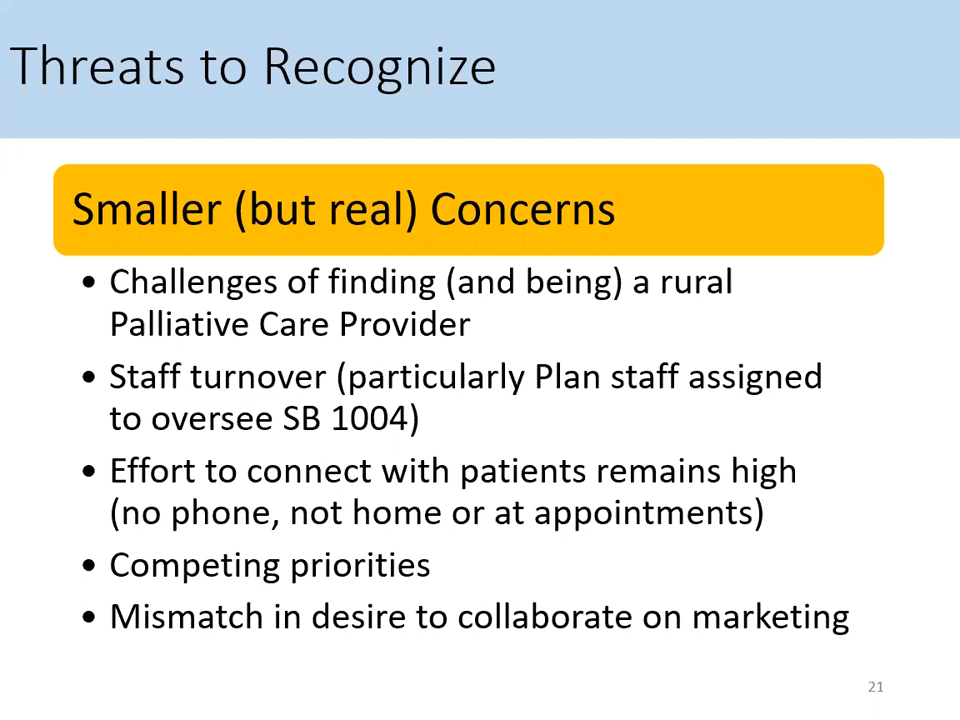 Threats to Recognize
Smaller (but real) Concerns
• Challenges of finding (and being) a rural
Palliative Care Provider
• Staff turnover (particularly Plan staff assigned
to oversee SB 1004)
• Effort to connect with patients remains high
(no phone, not home or at appointments)
• Competing priorities
• Mismatch in desire to collaborate on marketing
21